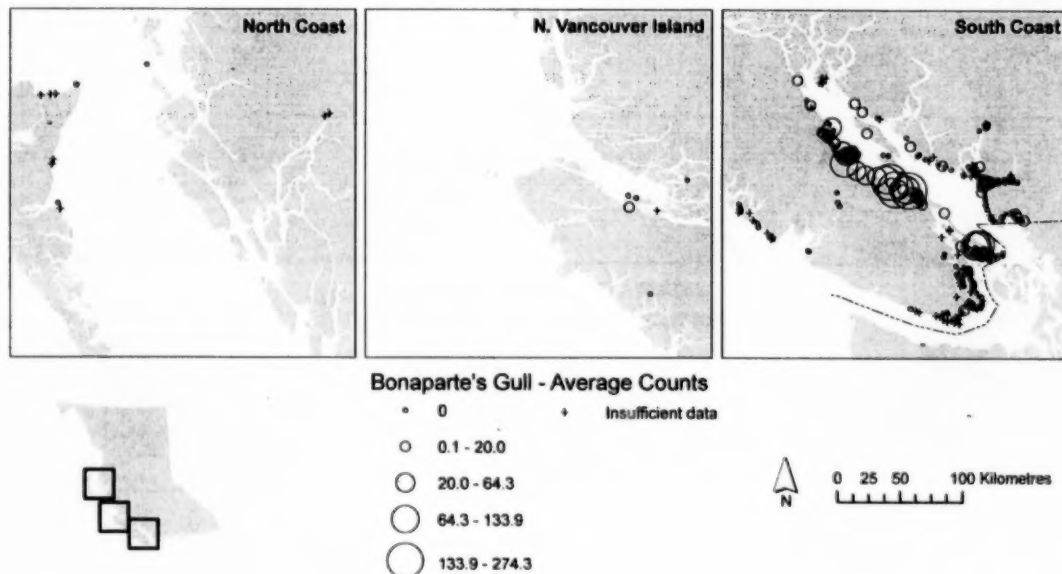 North Coast
N. Vancouver Island
South Coast
Bonaparte's Gull - Average Counts
0
Insufficient data
0.1 - 20.0
20.0 - 64.3
64.3 - 133.9
133.9 - 274.3
N
0 25 50 100 Kilometres